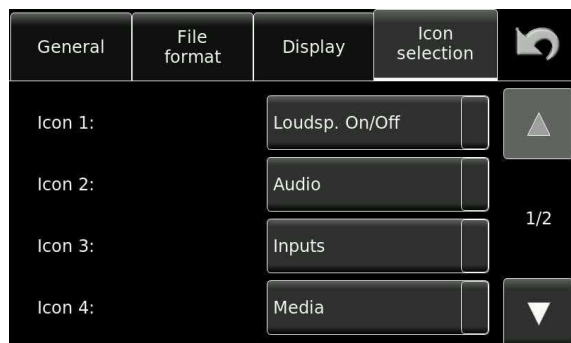 General
File
format
Display
Icon
selection
Icon 1:
Loudsp. On/Off
Icon 2:
Audio
1/2
Icon 3:
Inputs
Icon 4:
Media